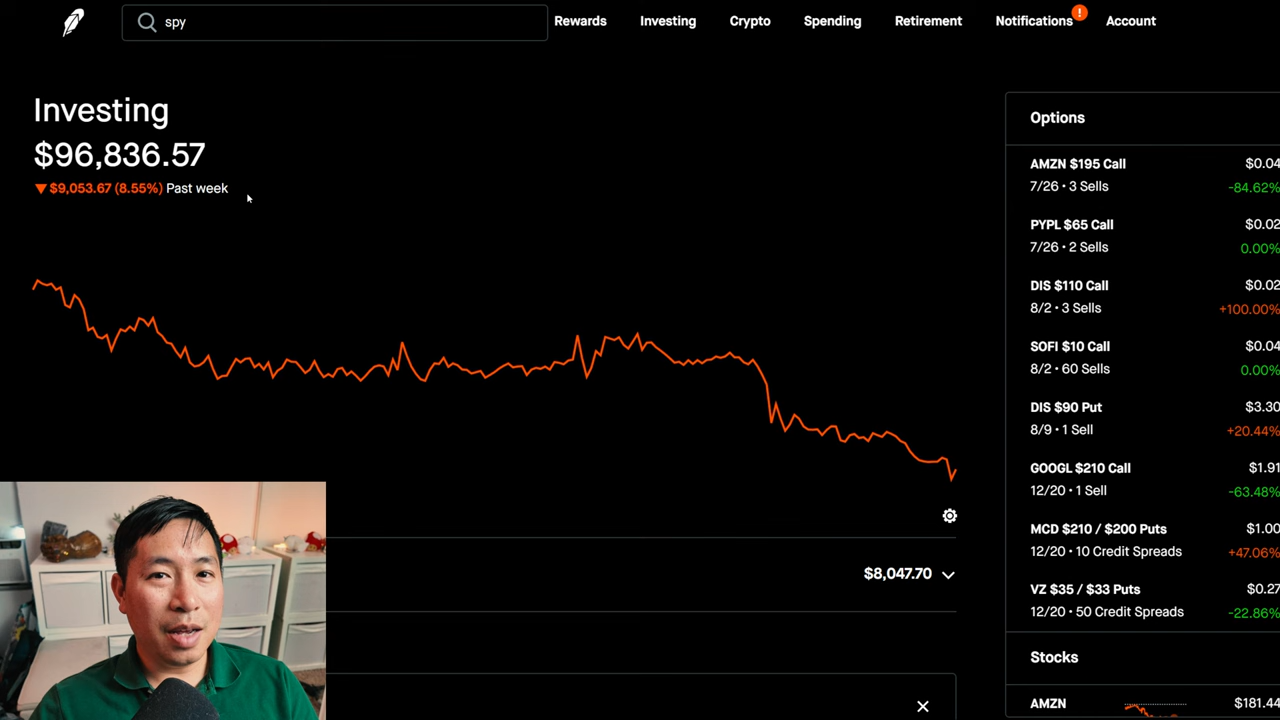 spy
Rewards
Investing
Crypto
Spending
Retirement
Notifications
!
Account
Investing
$96,836.57
▼ $9,053.67 (8.55%) Past week
$8,047.70
Options
AMZN $195 Call $0.04
7/26 • 3 Sells -84.62%
PYPL $65 Call $0.02
7/26 • 2 Sells 0.00%
DIS $110 Call $0.02
8/2 • 3 Sells +100.00%
SOFI $10 Call $0.04
8/2 • 60 Sells 0.00%
DIS $90 Put $3.30
8/9 • 1 Sell +20.44%
GOOGL $210 Call $1.91
12/20 • 1 Sell -63.48%
MCD $210 / $200 Puts $1.00
12/20 • 10 Credit Spreads +47.06%
VZ $35 / $33 Puts $0.27
12/20 • 50 Credit Spreads -22.86%
Stocks
AMZN $181.44